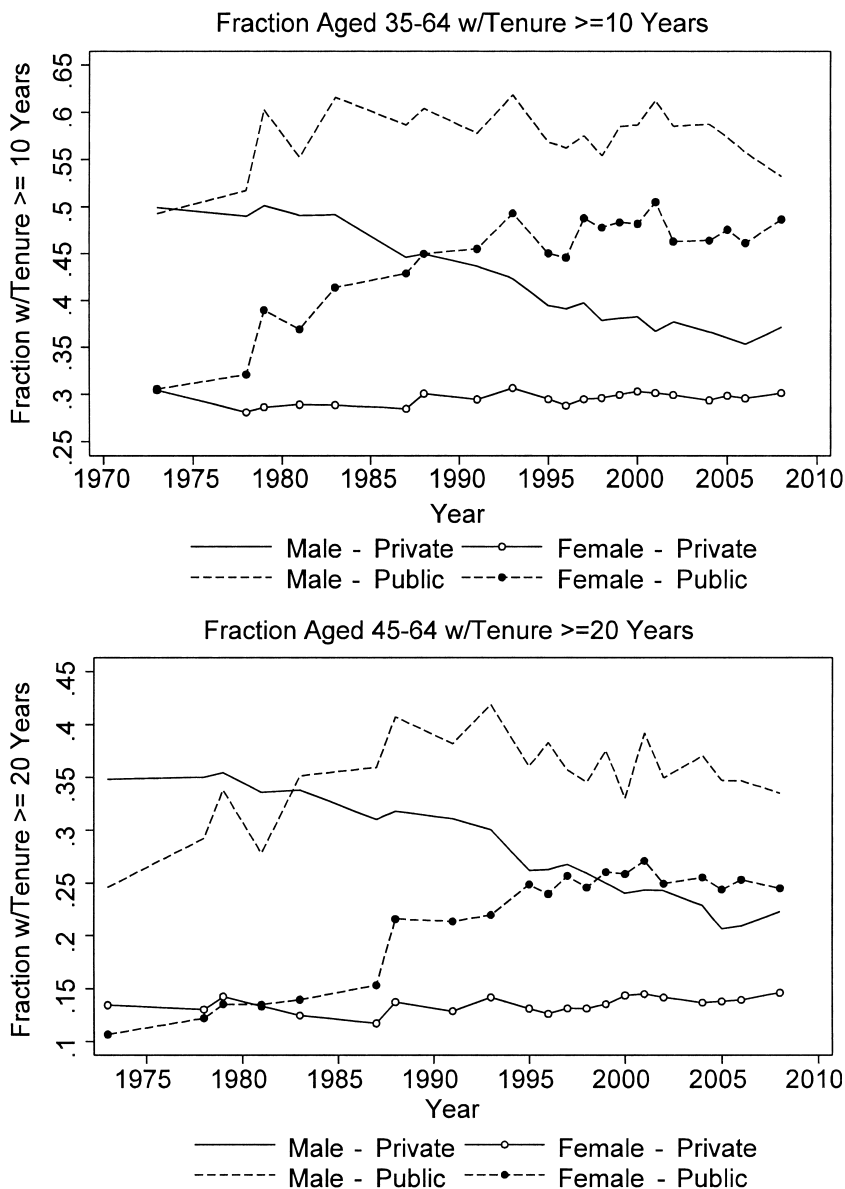 Fraction Aged 35-64 w/Tenure >=10 Years
Fraction w/Tenure >= 10 Years
.65
.6
.55
.5
.45
.4
.35
.3
.25
1970 1975 1980 1985 1990 1995 2000 2005 2010
Year
Male - Private Female - Private
Male - Public Female - Public
Fraction Aged 45-64 w/Tenure >=20 Years
Fraction w/Tenure >= 20 Years
.45
.4
.35
.3
.25
.2
.15
.1
1975 1980 1985 1990 1995 2000 2005 2010
Year
Male - Private Female - Private
Male - Public Female - Public